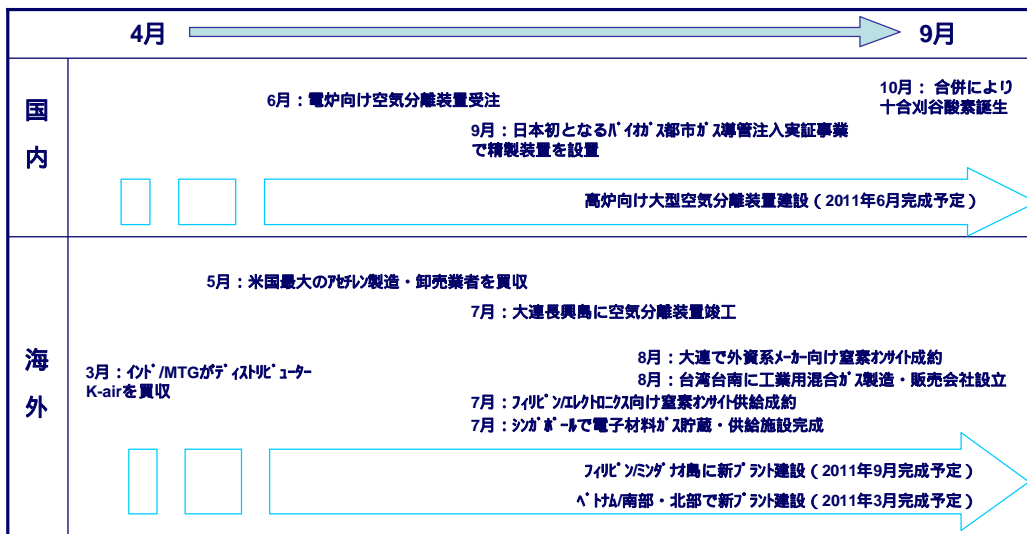 4月
9月
国内
6月：電炉向け空気分離装置受注
10月： 合併により
十合刈谷酸素誕生
9月：日本初となるﾊﾞｲｵｶﾞｽ都市ｶﾞｽ導管注入実証事業
で精製装置を設置
高炉向け大型空気分離装置建設（2011年6月完成予定）
海外
5月：米国最大のｱｾﾁﾚﾝ製造・卸売業者を買収
7月：大連長興島に空気分離装置竣工
3月：ｲﾝﾄﾞ/MTGがﾃﾞｨｽﾄﾘﾋﾞｭｰﾀｰ
K-airを買収
8月：大連で外資系ﾒｰｶｰ向け窒素ｵﾝｻｲﾄ成約
8月：台湾台南に工業用混合ｶﾞｽ製造・販売会社設立
7月：ﾌｨﾘﾋﾟﾝ/ｴﾚｸﾄﾛﾆｸｽ向け窒素ｵﾝｻｲﾄ供給成約
7月：ｼﾝｶﾞﾎﾟｰﾙで電子材料ｶﾞｽ貯蔵・供給施設完成
ﾌｨﾘﾋﾟﾝ/ﾐﾝﾀﾞﾅｵ島に新ﾌﾟﾗﾝﾄ建設（2011年9月完成予定）
ﾍﾞﾄﾅﾑ/南部・北部で新ﾌﾟﾗﾝﾄ建設（2011年3月完成予定）